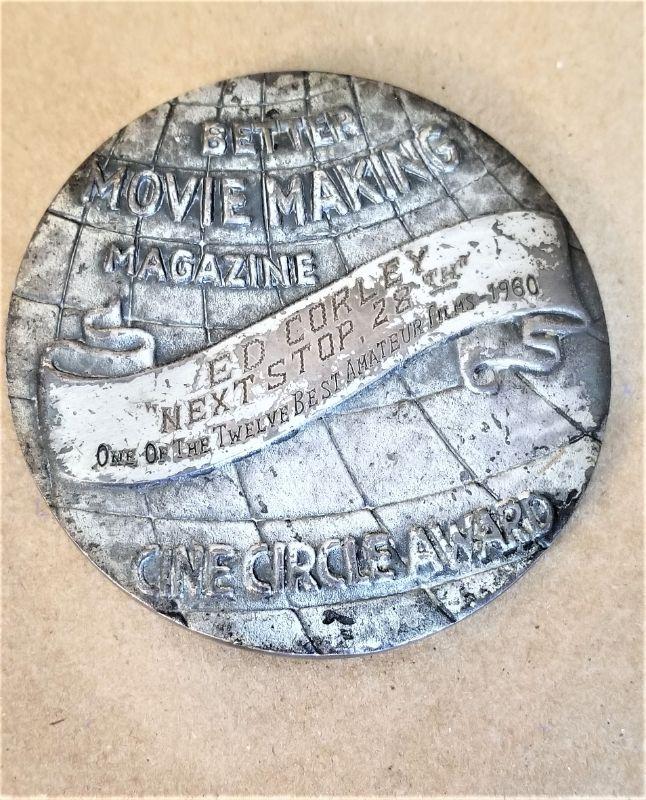 BETTER
MOVIE MAKING
MAGAZINE
ED CORLEY
"NEXT STOP, 28TH"
ONE OF THE TWELVE BEST AMATEUR FILMS - 1960
CINE CIRCLE AWARD